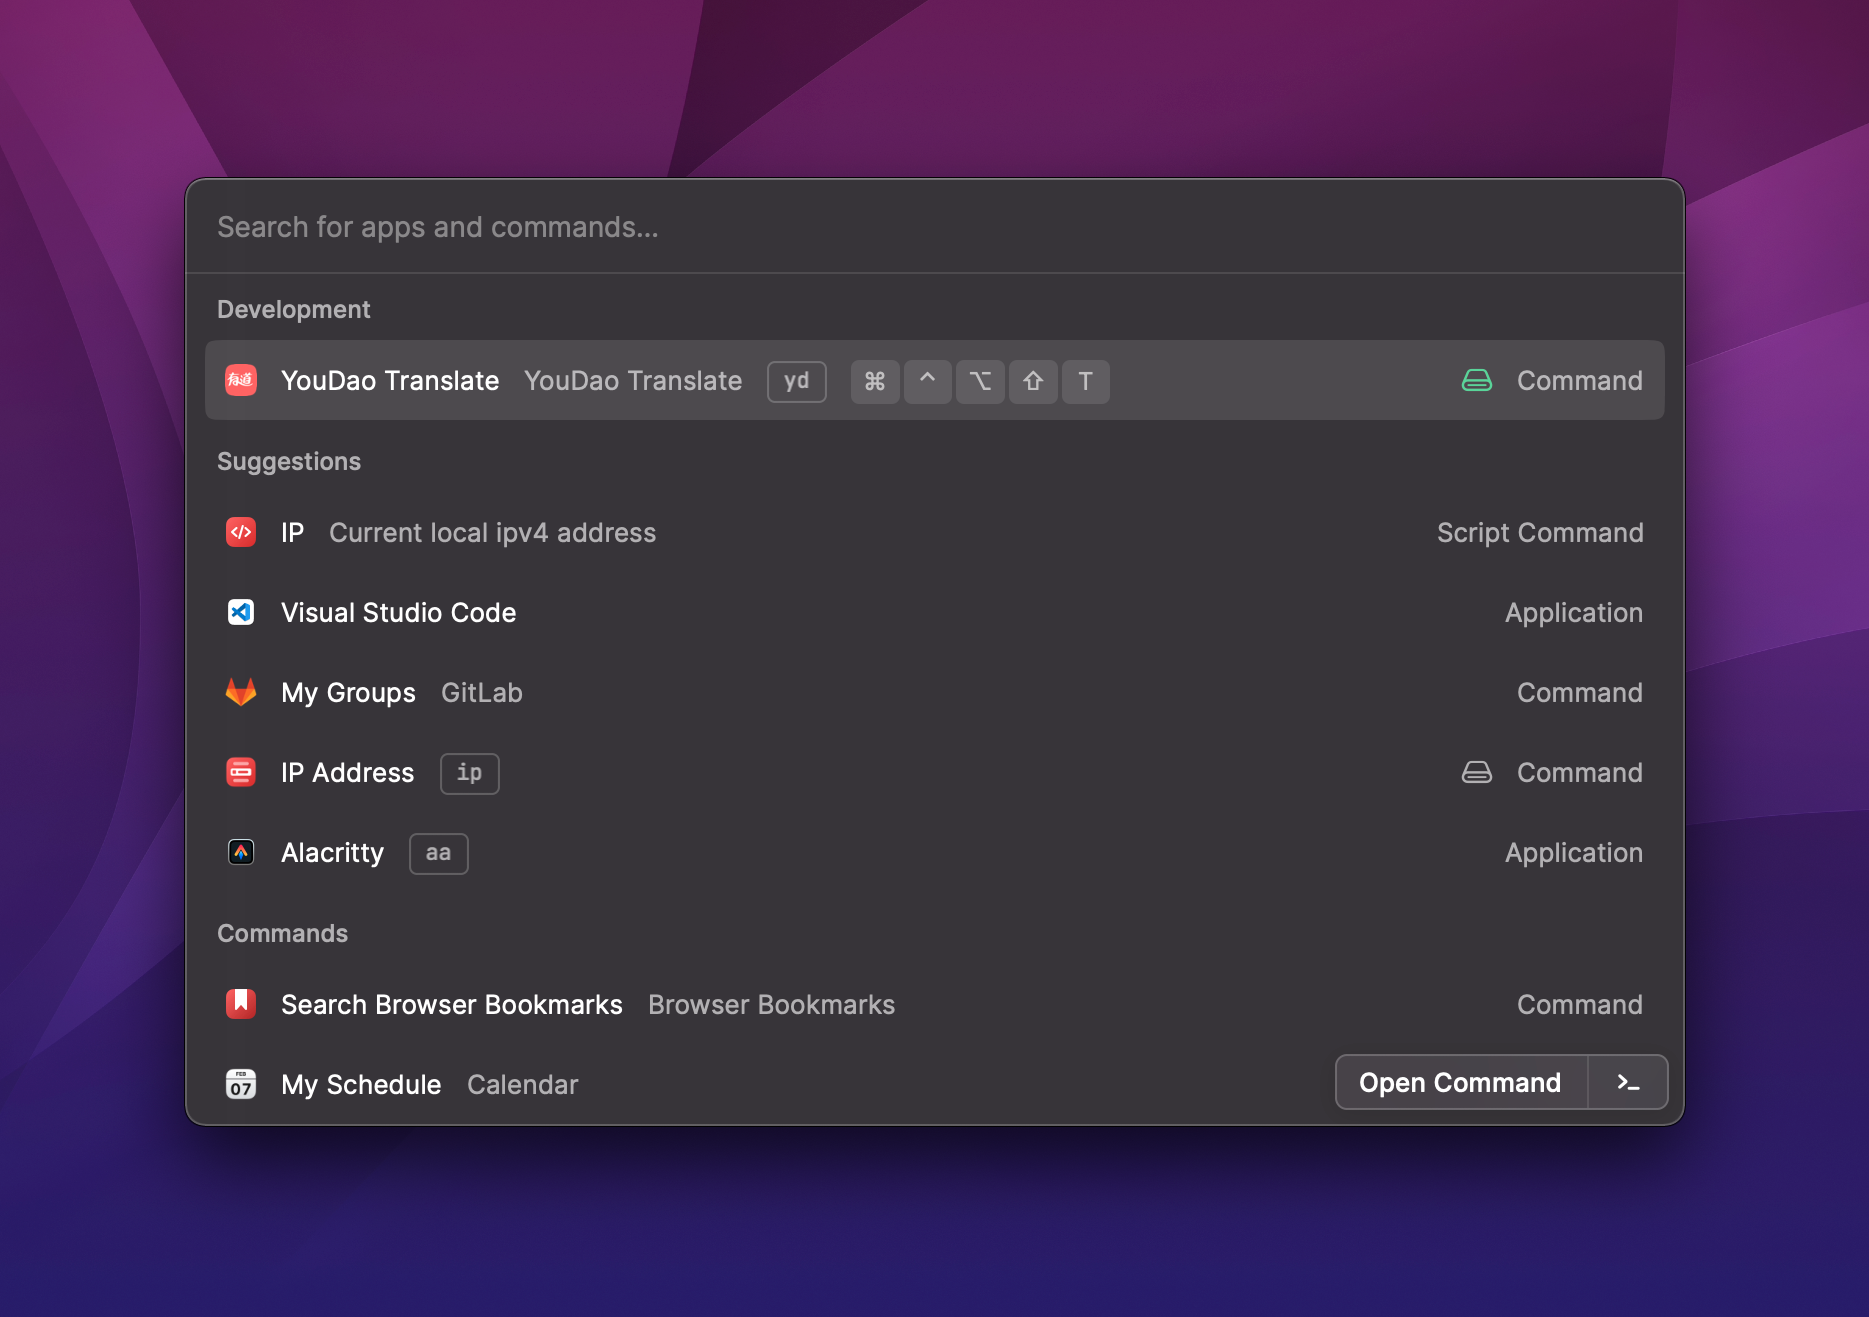 Search for apps and commands...
Development
有道 YouDao Translate YouDao Translate yd ⌘ ^ ⌥ ⇧ T Command
Suggestions
</> IP Current local ipv4 address Script Command
Visual Studio Code Application
My Groups GitLab Command
IP Address ip Command
Alacritty aa Application
Commands
Search Browser Bookmarks Browser Bookmarks Command
FEB 07 My Schedule Calendar Open Command >_